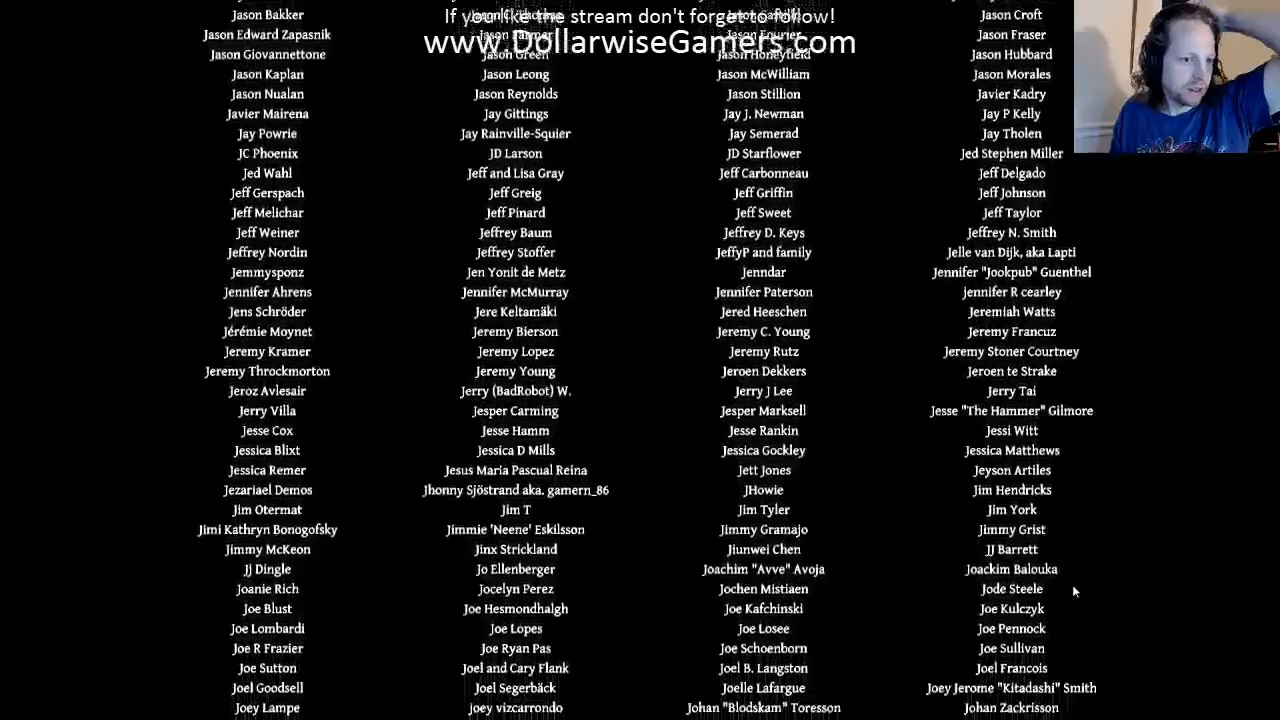 If you like the stream don't forget to follow!
www.DollarwiseGamers.com
Jason Bakker Jason Croft
Jason Edward Zapasnik Jason Fraser
Jason Giovannettone Jason Green Jason Honeyfield Jason Hubbard
Jason Kaplan Jason Leong Jason McWilliam Jason Morales
Jason Nualan Jason Reynolds Jason Stillion Javier Kadry
Javier Mairena Jay Gittings Jay J. Newman Jay P Kelly
Jay Powrie Jay Rainville-Squier Jay Semerad Jay Tholen
JC Phoenix JD Larson JD Starflower Jed Stephen Miller
Jed Wahl Jeff and Lisa Gray Jeff Carbonneau Jeff Delgado
Jeff Gerspach Jeff Greig Jeff Griffin Jeff Johnson
Jeff Melichar Jeff Pinard Jeff Sweet Jeff Taylor
Jeff Weiner Jeffrey Baum Jeffrey D. Keys Jeffrey N. Smith
Jeffrey Nordin Jeffrey Stoffer JeffyP and family Jelle van Dijk, aka Lapti
Jemmysponz Jen Yonit de Metz Jenndar Jennifer "Jookpub" Guenthel
Jennifer Ahrens Jennifer McMurray Jennifer Paterson jennifer R cearley
Jens Schröder Jere Keltamäki Jered Heeschen Jeremiah Watts
Jérémie Moynet Jeremy Bierson Jeremy C. Young Jeremy Francuz
Jeremy Kramer Jeremy Lopez Jeremy Rutz Jeremy Stoner Courtney
Jeremy Throckmorton Jeremy Young Jeroen Dekkers Jeroen te Strake
Jeroz Avlesair Jerry (BadRobot) W. Jerry J Lee Jerry Tai
Jerry Villa Jesper Carming Jesper Marksell Jesse "The Hammer" Gilmore
Jesse Cox Jesse Hamm Jesse Rankin Jessi Witt
Jessica Blixt Jessica D Mills Jessica Gockley Jessica Matthews
Jessica Remer Jesus Maria Pascual Reina Jett Jones Jeyson Artiles
Jezariael Demos Jhonny Sjöstrand aka. gamern_86 JHowie Jim Hendricks
Jim Otermat Jim T Jim Tyler Jim York
Jimi Kathryn Bonogofsky Jimmie 'Neene' Eskilsson Jimmy Gramajo Jimmy Grist
Jimmy McKeon Jinx Strickland Jiunwei Chen JJ Barrett
Jj Dingle Jo Ellenberger Joachim "Avve" Avoja Joackim Balouka
Joanie Rich Jocelyn Perez Jochen Mistiaen Jode Steele
Joe Blust Joe Hesmondhalgh Joe Kafchinski Joe Kulczyk
Joe Lombardi Joe Lopes Joe Losee Joe Pennock
Joe R Frazier Joe Ryan Pas Joe Schoenborn Joe Sullivan
Joe Sutton Joel and Cary Flank Joel B. Langston Joel Francois
Joel Goodsell Joel Segerbäck Joelle Lafargue Joey Jerome "Kitadashi" Smith
Joey Lampe joey vizcarrondo Johan "Blodskam" Toresson Johan Zackrisson